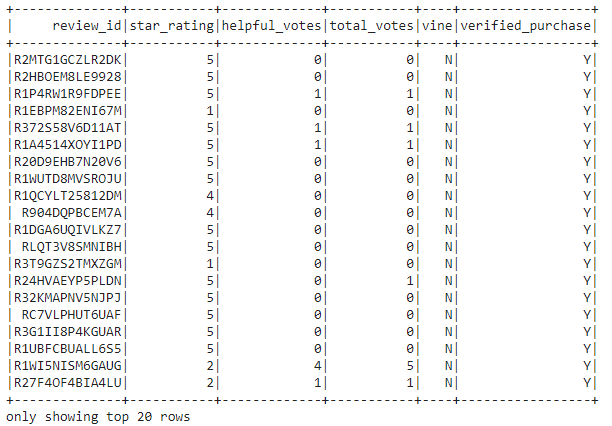 +--------------+-----------+-------------+-----------+----+-----------------+
|     review_id|star_rating|helpful_votes|total_votes|vine|verified_purchase|
+--------------+-----------+-------------+-----------+----+-----------------+
|R2MTG1GCZLR2DK|          5|            0|          0|   N|                Y|
|R2HBOEM8LE9928|          5|            0|          0|   N|                Y|
|R1P4RW1R9FDPEE|          5|            1|          1|   N|                Y|
|R1EBPM82ENI67M|          1|            0|          0|   N|                Y|
|R372S58V6D11AT|          5|            1|          1|   N|                Y|
|R1A4514XOYI1PD|          5|            1|          1|   N|                Y|
|R20D9EHB7N20V6|          5|            0|          0|   N|                Y|
|R1WUTD8MVSROJU|          5|            0|          0|   N|                Y|
|R1QCYLT25812DM|          4|            0|          0|   N|                Y|
| R904DQPBCEM7A|          4|            0|          0|   N|                Y|
|R1DGA6UQIVLKZ7|          5|            0|          0|   N|                Y|
| RLQT3V8SMNIBH|          5|            0|          0|   N|                Y|
|R3T9GZS2TMXZGM|          1|            0|          0|   N|                Y|
|R24HVAEYP5PLDN|          5|            0|          1|   N|                Y|
|R32KMAPNV5NJPJ|          5|            0|          0|   N|                Y|
| RC7VLPHUT6UAF|          5|            0|          0|   N|                Y|
|R3G1II8P4KGUAR|          5|            0|          0|   N|                Y|
|R1UBFCBUALL6S5|          5|            0|          0|   N|                Y|
|R1WI5NISM6GAUG|          2|            4|          5|   N|                Y|
|R27F4OF4BIA4LU|          2|            1|          1|   N|                Y|
+--------------+-----------+-------------+-----------+----+-----------------+
only showing top 20 rows